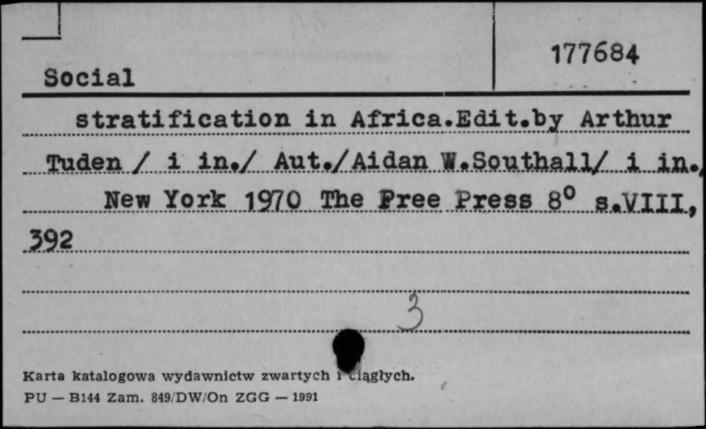 177684
Social
stratification in Africa.Edit.by Arthur
Tuden / i in./ Aut./Aidan W.Southall/ i in.,
New York 1970 The Free Press 8° s.VIII,
392
3
Karta katalogowa wydawnictw zwartych i ciągłych.
PU — B144 Zam. 849/DW/On ZGG — 1991